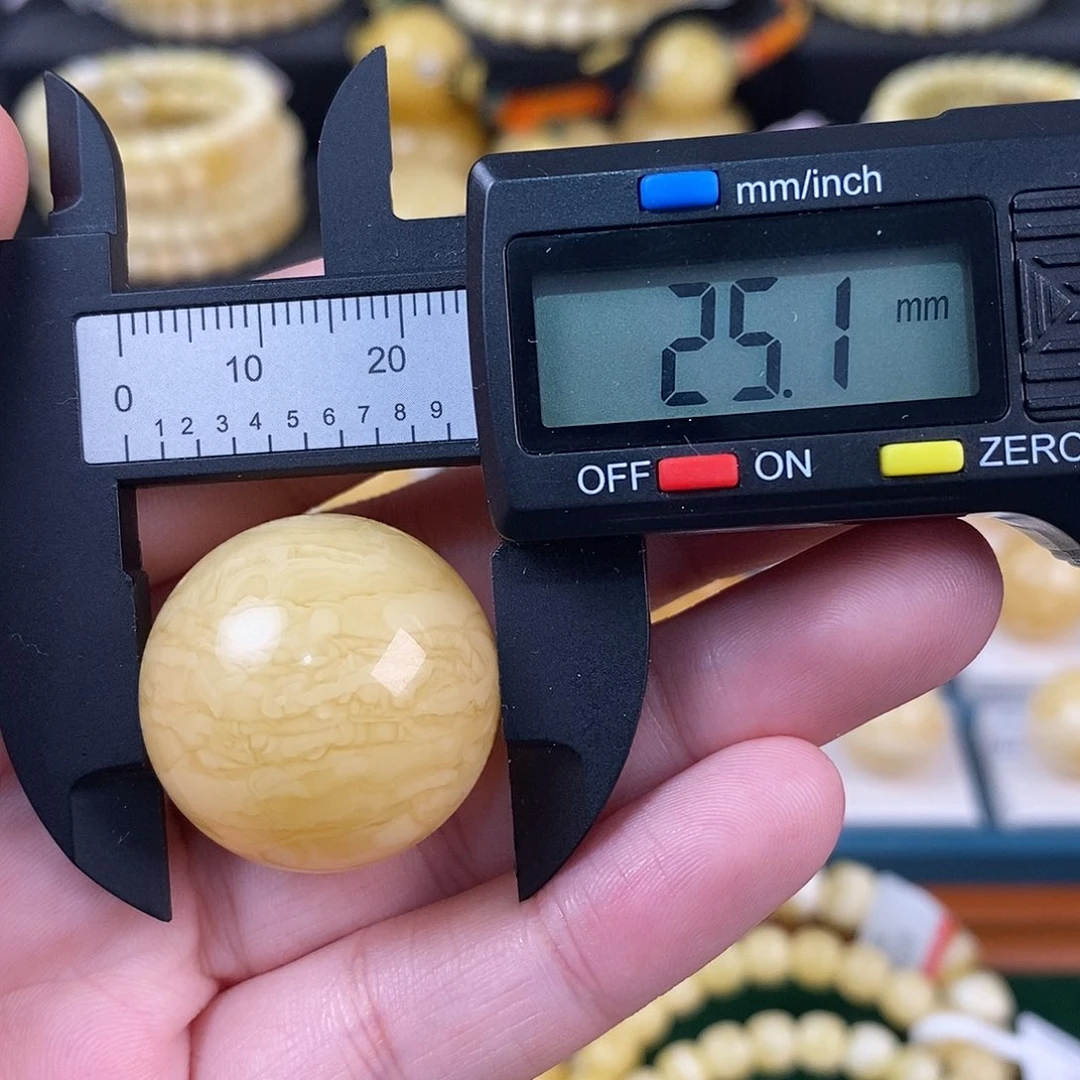 mm/inch
25.1 mm
OFF ON ZERO
0 10 20
1 2 3 4 5 6 7 8 9